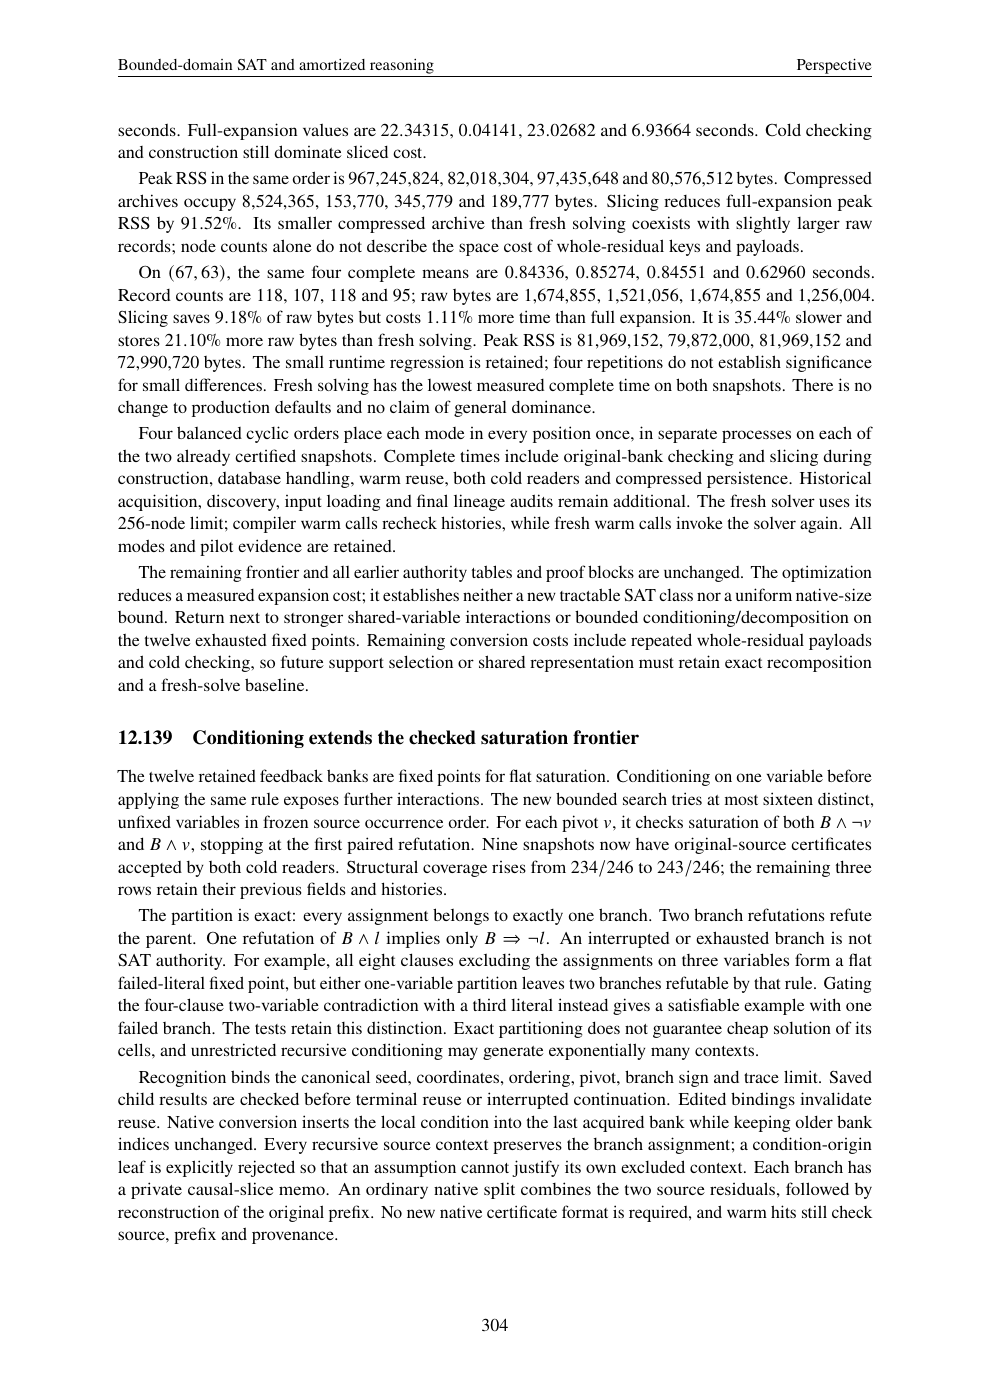 Bounded-domain SAT and amortized reasoning Perspective
seconds. Full-expansion values are 22.34315, 0.04141, 23.02682 and 6.93664 seconds. Cold checking
and construction still dominate sliced cost.
Peak RSS in the same order is 967,245,824, 82,018,304, 97,435,648 and 80,576,512 bytes. Compressed
archives occupy 8,524,365, 153,770, 345,779 and 189,777 bytes. Slicing reduces full-expansion peak
RSS by 91.52%. Its smaller compressed archive than fresh solving coexists with slightly larger raw
records; node counts alone do not describe the space cost of whole-residual keys and payloads.
On (67, 63), the same four complete means are 0.84336, 0.85274, 0.84551 and 0.62960 seconds.
Record counts are 118, 107, 118 and 95; raw bytes are 1,674,855, 1,521,056, 1,674,855 and 1,256,004.
Slicing saves 9.18% of raw bytes but costs 1.11% more time than full expansion. It is 35.44% slower and
stores 21.10% more raw bytes than fresh solving. Peak RSS is 81,969,152, 79,872,000, 81,969,152 and
72,990,720 bytes. The small runtime regression is retained; four repetitions do not establish significance
for small differences. Fresh solving has the lowest measured complete time on both snapshots. There is no
change to production defaults and no claim of general dominance.
Four balanced cyclic orders place each mode in every position once, in separate processes on each of
the two already certified snapshots. Complete times include original-bank checking and slicing during
construction, database handling, warm reuse, both cold readers and compressed persistence. Historical
acquisition, discovery, input loading and final lineage audits remain additional. The fresh solver uses its
256-node limit; compiler warm calls recheck histories, while fresh warm calls invoke the solver again. All
modes and pilot evidence are retained.
The remaining frontier and all earlier authority tables and proof blocks are unchanged. The optimization
reduces a measured expansion cost; it establishes neither a new tractable SAT class nor a uniform native-size
bound. Return next to stronger shared-variable interactions or bounded conditioning/decomposition on
the twelve exhausted fixed points. Remaining conversion costs include repeated whole-residual payloads
and cold checking, so future support selection or shared representation must retain exact recomposition
and a fresh-solve baseline.
12.139 Conditioning extends the checked saturation frontier
The twelve retained feedback banks are fixed points for flat saturation. Conditioning on one variable before
applying the same rule exposes further interactions. The new bounded search tries at most sixteen distinct,
unfixed variables in frozen source occurrence order. For each pivot v, it checks saturation of both B ∧ ¬v
and B ∧ v, stopping at the first paired refutation. Nine snapshots now have original-source certificates
accepted by both cold readers. Structural coverage rises from 234/246 to 243/246; the remaining three
rows retain their previous fields and histories.
The partition is exact: every assignment belongs to exactly one branch. Two branch refutations refute
the parent. One refutation of B ∧ l implies only B ⇒ ¬l. An interrupted or exhausted branch is not
SAT authority. For example, all eight clauses excluding the assignments on three variables form a flat
failed-literal fixed point, but either one-variable partition leaves two branches refutable by that rule. Gating
the four-clause two-variable contradiction with a third literal instead gives a satisfiable example with one
failed branch. The tests retain this distinction. Exact partitioning does not guarantee cheap solution of its
cells, and unrestricted recursive conditioning may generate exponentially many contexts.
Recognition binds the canonical seed, coordinates, ordering, pivot, branch sign and trace limit. Saved
child results are checked before terminal reuse or interrupted continuation. Edited bindings invalidate
reuse. Native conversion inserts the local condition into the last acquired bank while keeping older bank
indices unchanged. Every recursive source context preserves the branch assignment; a condition-origin
leaf is explicitly rejected so that an assumption cannot justify its own excluded context. Each branch has
a private causal-slice memo. An ordinary native split combines the two source residuals, followed by
reconstruction of the original prefix. No new native certificate format is required, and warm hits still check
source, prefix and provenance.
304